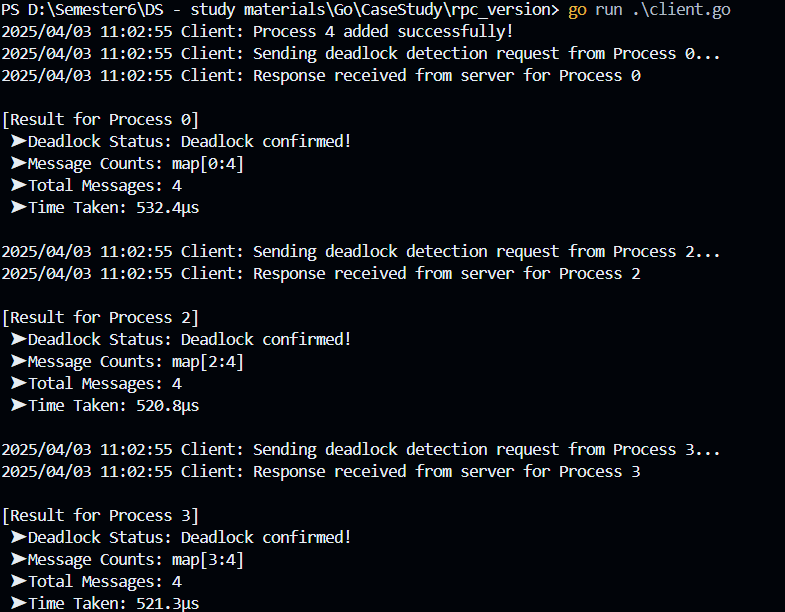 PS D:\Semester6\DS - study materials\Go\CaseStudy\rpc_version> go run .\client.go
2025/04/03 11:02:55 Client: Process 4 added successfully!
2025/04/03 11:02:55 Client: Sending deadlock detection request from Process 0...
2025/04/03 11:02:55 Client: Response received from server for Process 0
[Result for Process 0]
➤Deadlock Status: Deadlock confirmed!
➤Message Counts: map[0:4]
➤Total Messages: 4
➤Time Taken: 532.4µs
2025/04/03 11:02:55 Client: Sending deadlock detection request from Process 2...
2025/04/03 11:02:55 Client: Response received from server for Process 2
[Result for Process 2]
➤Deadlock Status: Deadlock confirmed!
➤Message Counts: map[2:4]
➤Total Messages: 4
➤Time Taken: 520.8µs
2025/04/03 11:02:55 Client: Sending deadlock detection request from Process 3...
2025/04/03 11:02:55 Client: Response received from server for Process 3
[Result for Process 3]
➤Deadlock Status: Deadlock confirmed!
➤Message Counts: map[3:4]
➤Total Messages: 4
➤Time Taken: 521.3µs